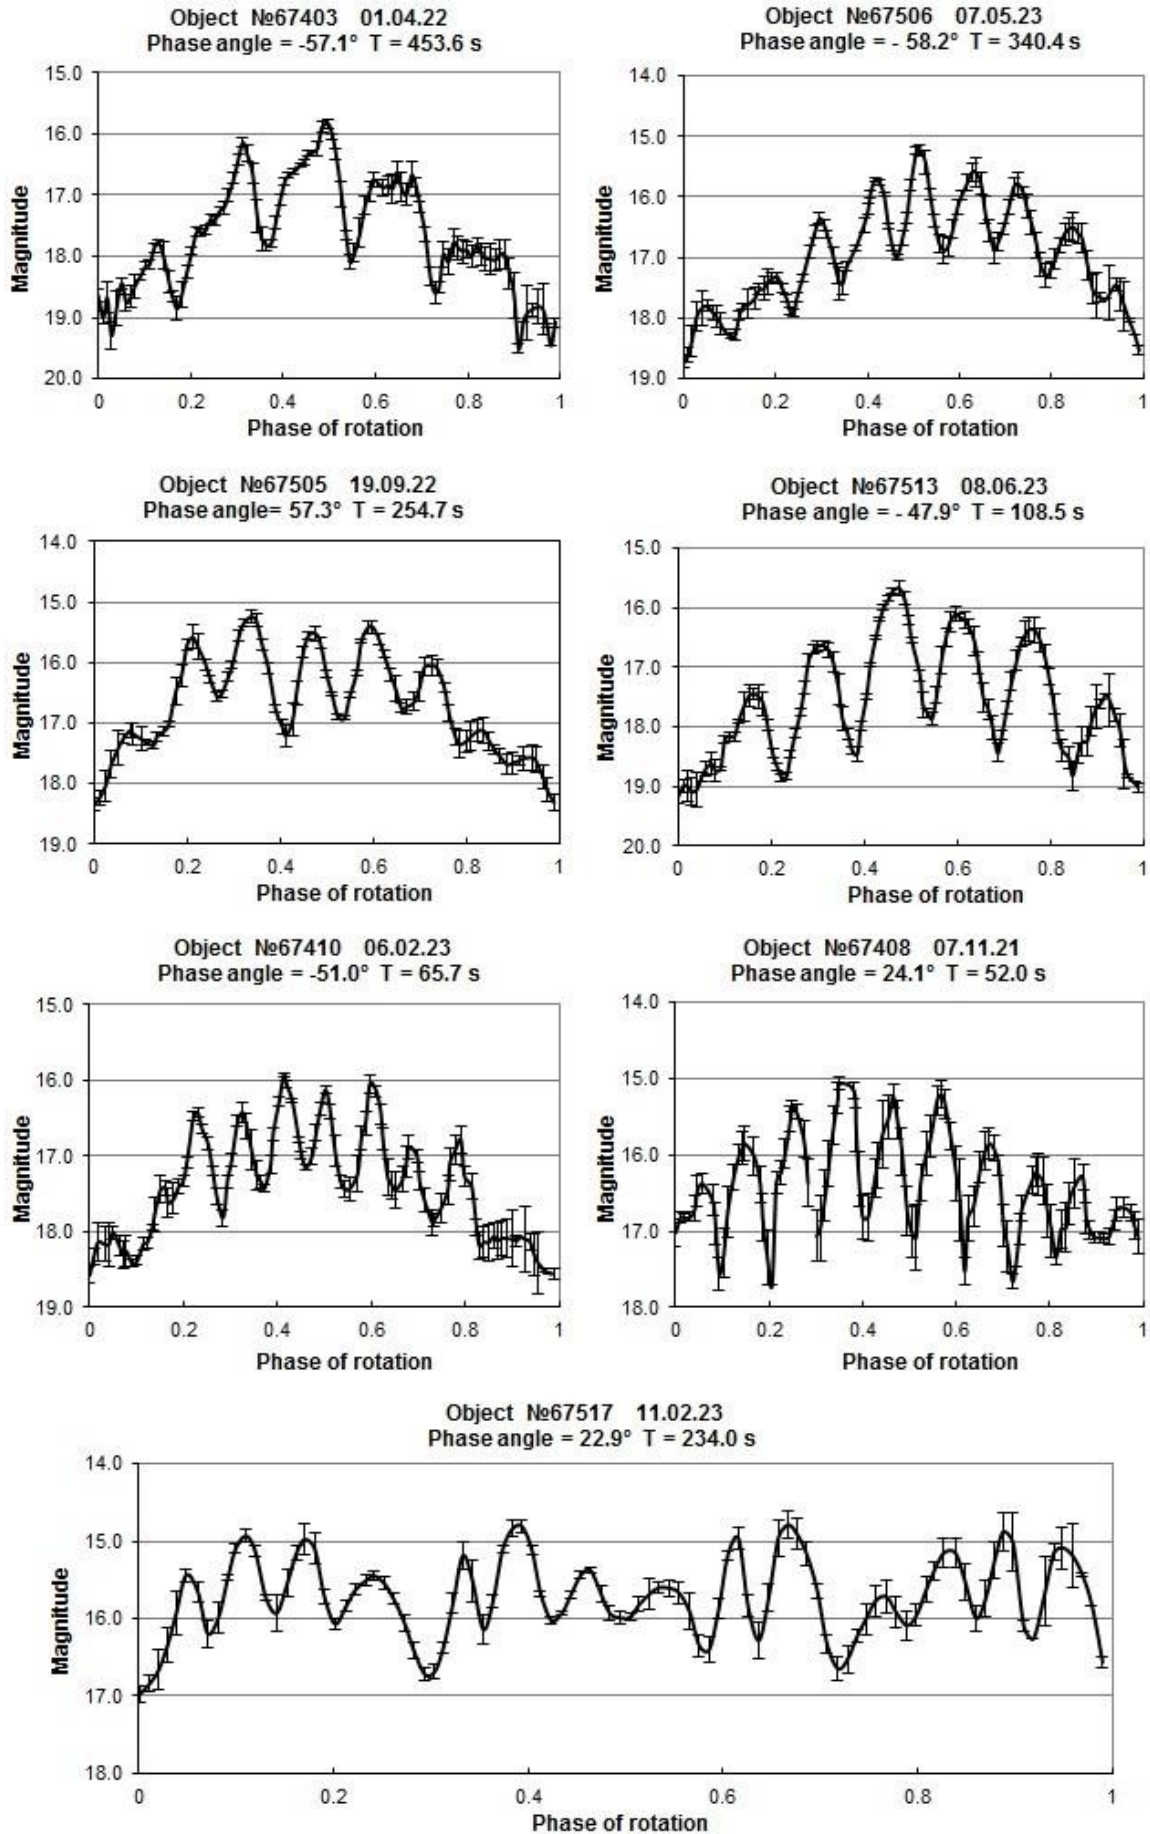 Object №67403 01.04.22
Phase angle = -57.1° T = 453.6 s
15.0
16.0
17.0
18.0
19.0
20.0
Magnitude
0 0.2 0.4 0.6 0.8 1
Phase of rotation
Object №67506 07.05.23
Phase angle = - 58.2° T = 340.4 s
14.0
15.0
16.0
17.0
18.0
19.0
Magnitude
0 0.2 0.4 0.6 0.8 1
Phase of rotation
Object №67505 19.09.22
Phase angle= 57.3° T = 254.7 s
14.0
15.0
16.0
17.0
18.0
19.0
Magnitude
0 0.2 0.4 0.6 0.8 1
Phase of rotation
Object №67513 08.06.23
Phase angle = - 47.9° T = 108.5 s
15.0
16.0
17.0
18.0
19.0
20.0
Magnitude
0 0.2 0.4 0.6 0.8 1
Phase of rotation
Object №67410 06.02.23
Phase angle = -51.0° T = 65.7 s
15.0
16.0
17.0
18.0
19.0
Magnitude
0 0.2 0.4 0.6 0.8 1
Phase of rotation
Object №67408 07.11.21
Phase angle = 24.1° T = 52.0 s
14.0
15.0
16.0
17.0
18.0
Magnitude
0 0.2 0.4 0.6 0.8 1
Phase of rotation
Object №67517 11.02.23
Phase angle = 22.9° T = 234.0 s
14.0
15.0
16.0
17.0
18.0
Magnitude
0 0.2 0.4 0.6 0.8 1
Phase of rotation